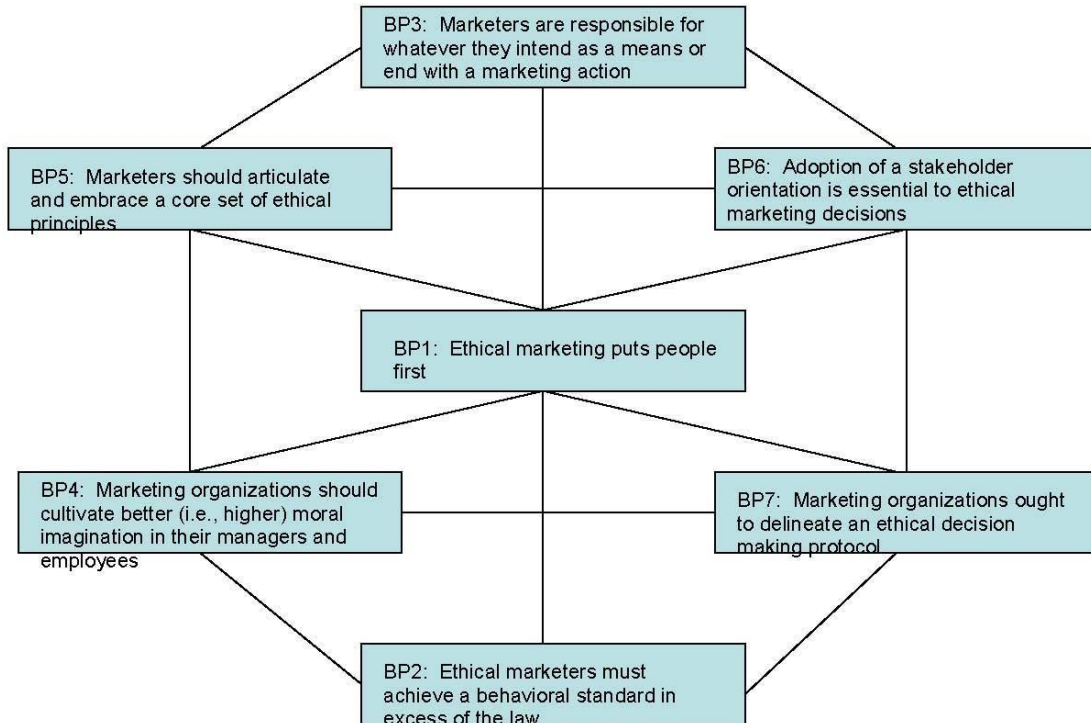 BP3: Marketers are responsible for
whatever they intend as a means or
end with a marketing action
BP5: Marketers should articulate
and embrace a core set of ethical
principles
BP6: Adoption of a stakeholder
orientation is essential to ethical
marketing decisions
BP1: Ethical marketing puts people
first
BP4: Marketing organizations should
cultivate better (i.e., higher) moral
imagination in their managers and
employees
BP7: Marketing organizations ought
to delineate an ethical decision
making protocol
BP2: Ethical marketers must
achieve a behavioral standard in
excess of the law